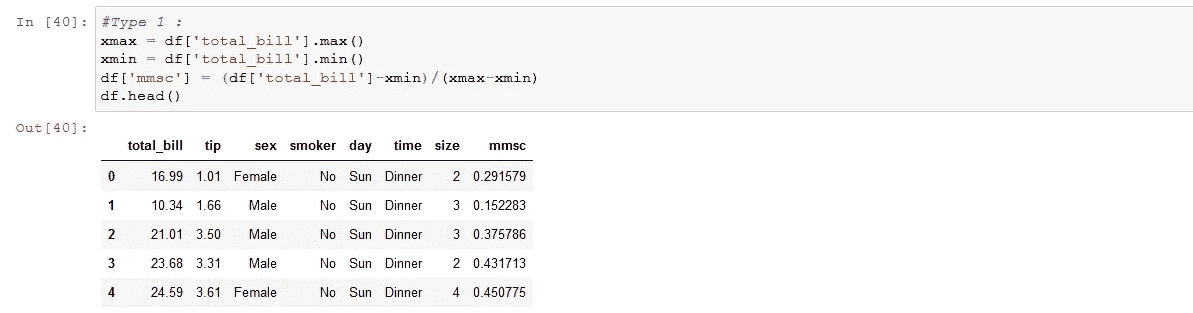 In [40]: #Type 1 :
xmax = df['total_bill'].max()
xmin = df['total_bill'].min()
df['mmsc'] = (df['total_bill']-xmin)/(xmax-xmin)
df.head()
Out[40]:
total_bill tip sex smoker day time size mmsc
0 16.99 1.01 Female No Sun Dinner 2 0.291579
1 10.34 1.66 Male No Sun Dinner 3 0.152283
2 21.01 3.50 Male No Sun Dinner 3 0.375786
3 23.68 3.31 Male No Sun Dinner 2 0.431713
4 24.59 3.61 Female No Sun Dinner 4 0.450775